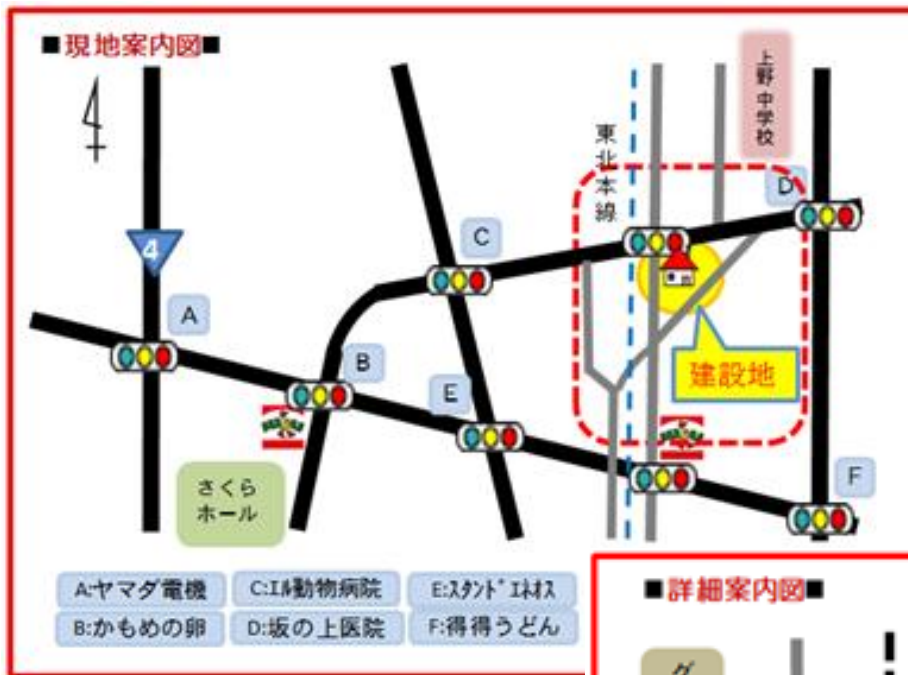 ■現地案内図■
4
上野中学校
東北本線
D
C
A
B
E
建設地
さくら
ホール
F
A:ヤマダ電機
C:エル動物病院
E:ｽﾀﾝﾄﾞｴﾈｵｽ
B:かもめの卵
D:坂の上医院
F:得得うどん
■詳細案内図■
グ